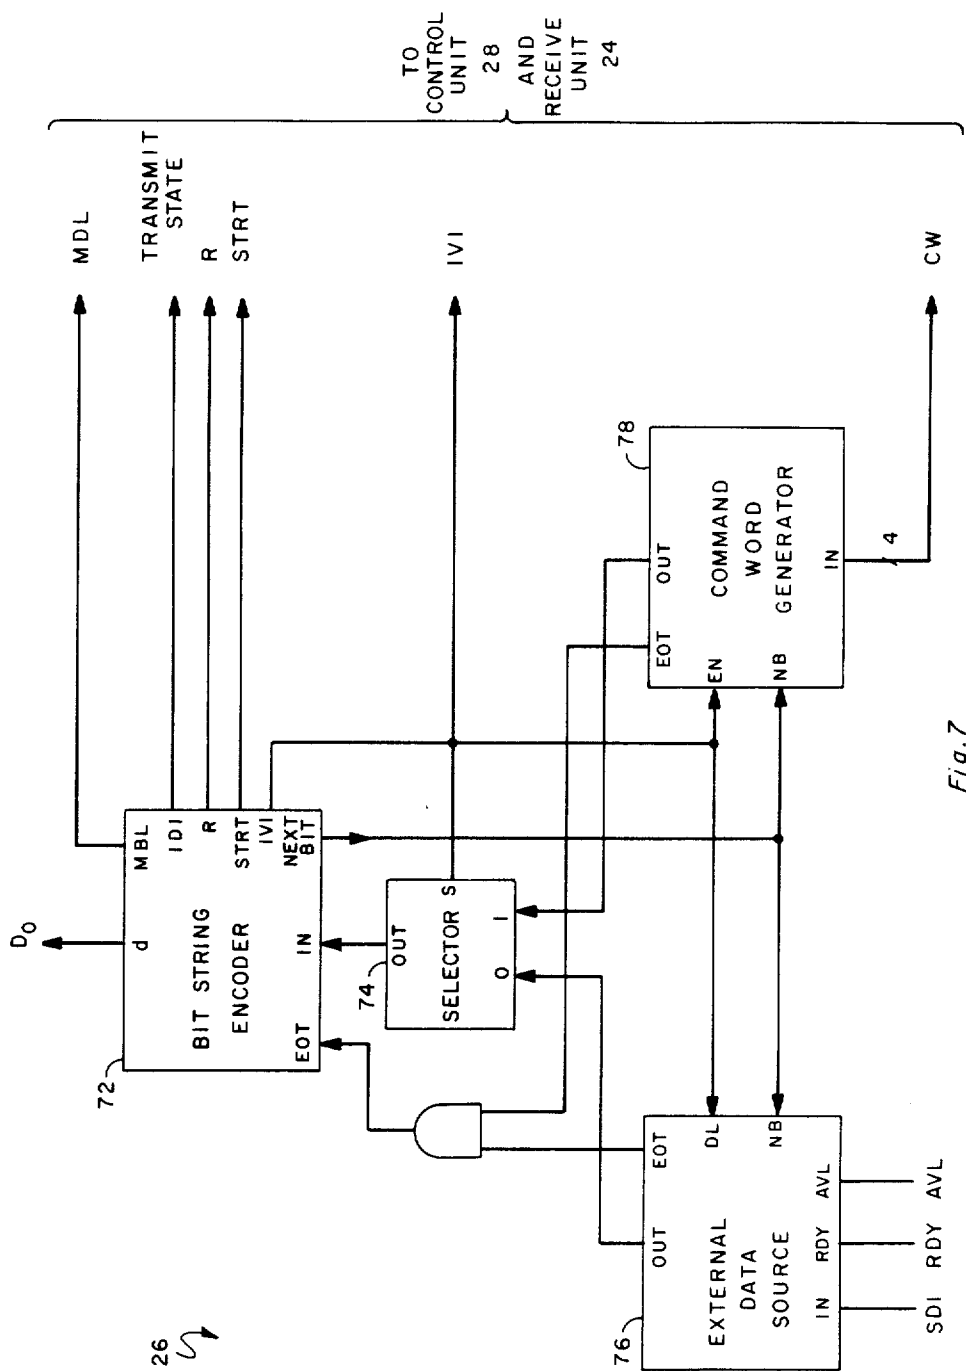 26
D0
72
BIT STRING
ENCODER
d
MBL
IDI
R
STRT
IVI
NEXT
BIT
IN
EOT
74
SELECTOR
OUT
S
0
1
76
EXTERNAL
DATA
SOURCE
OUT
EOT
DL
NB
IN
RDY
AVL
SDI
RDY
AVL
78
COMMAND
WORD
GENERATOR
EOT
OUT
EN
NB
IN
4
MDL
TRANSMIT
STATE
R
STRT
IVI
CW
TO
CONTROL
UNIT
28
AND
RECEIVE
UNIT
24
Fig. 7